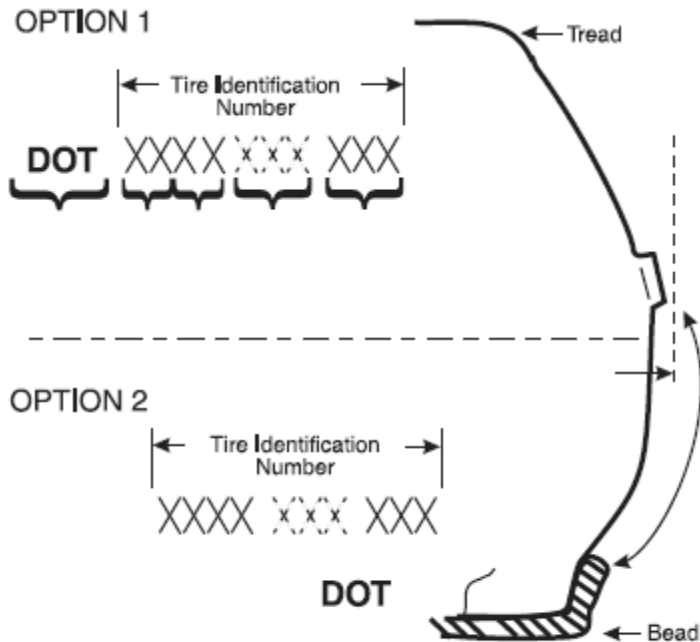 OPTION 1
Tread
Tire Identification
Number
DOT XXXX XXX XXX
OPTION 2
Tire Identification
Number
XXXX XXX XXX
DOT
Bead